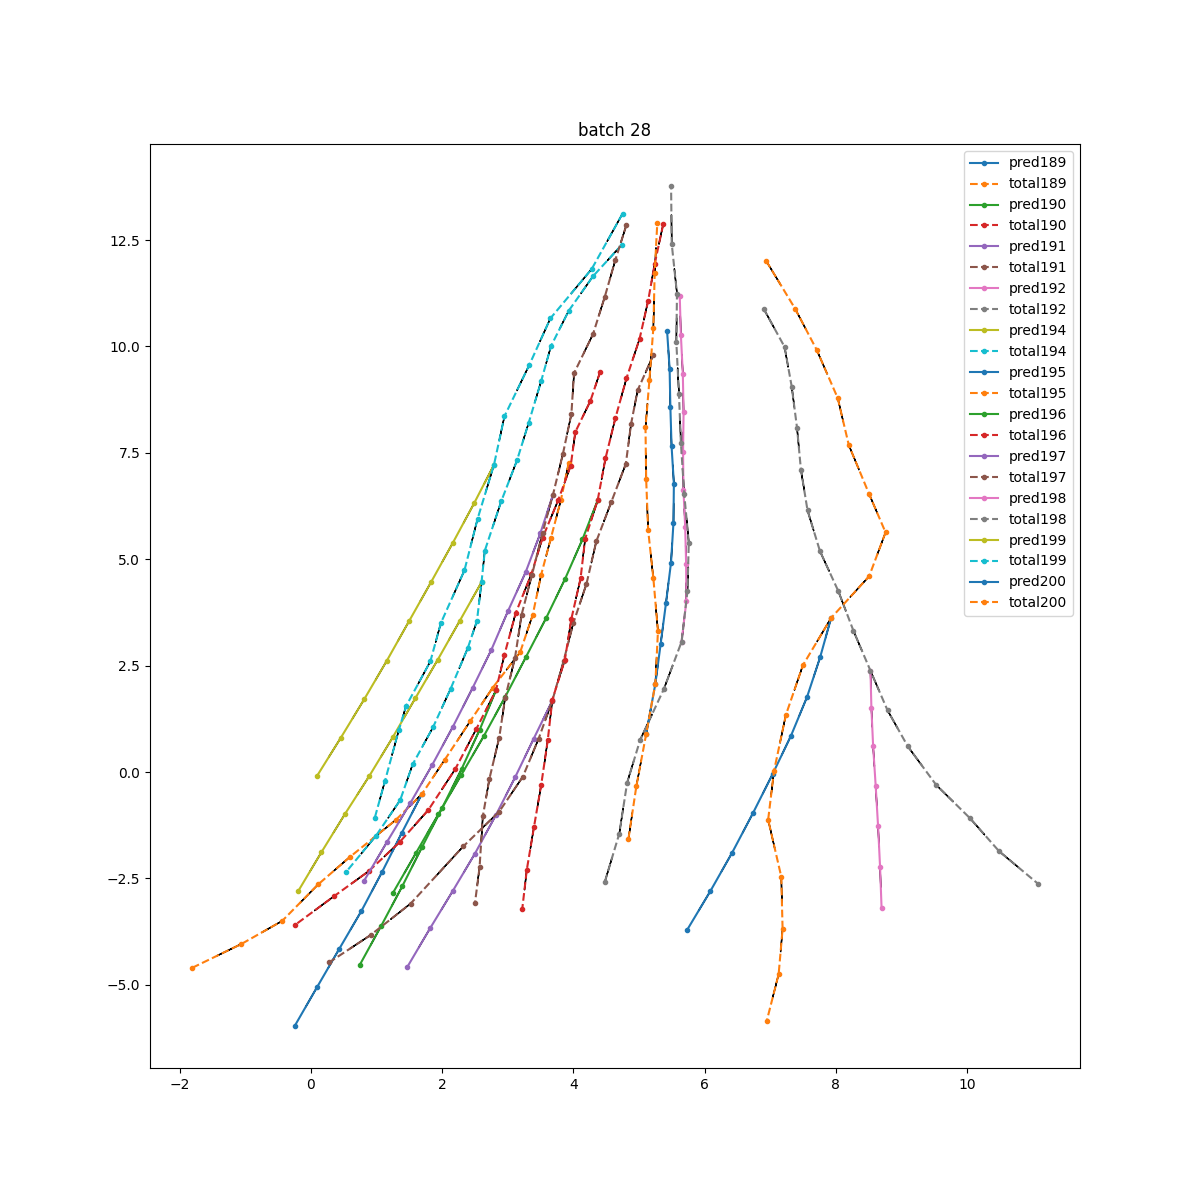 batch 28
pred189
total189
pred190
total190
pred191
total191
pred192
total192
pred194
total194
pred195
total195
pred196
total196
pred197
total197
pred198
total198
pred199
total199
pred200
total200
12.5
10.0
7.5
5.0
2.5
0.0
−2.5
−5.0
−2 0 2 4 6 8 10